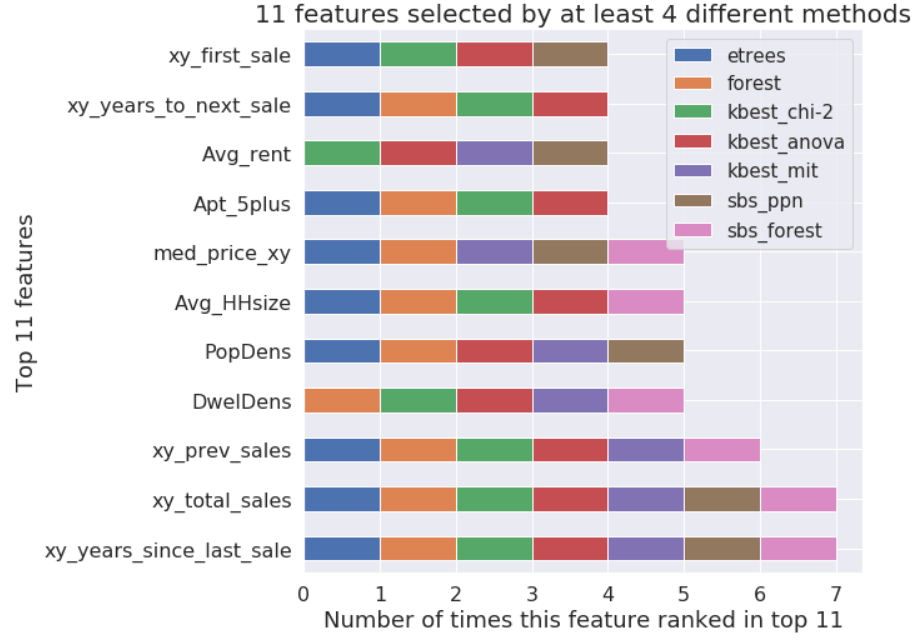 11 features selected by at least 4 different methods
xy_first_sale
xy_years_to_next_sale
Avg_rent
Apt_5plus
med_price_xy
Avg_HHsize
PopDens
DwelDens
xy_prev_sales
xy_total_sales
xy_years_since_last_sale
Top 11 features
etrees
forest
kbest_chi-2
kbest_anova
kbest_mit
sbs_ppn
sbs_forest
0 1 2 3 4 5 6 7
Number of times this feature ranked in top 11